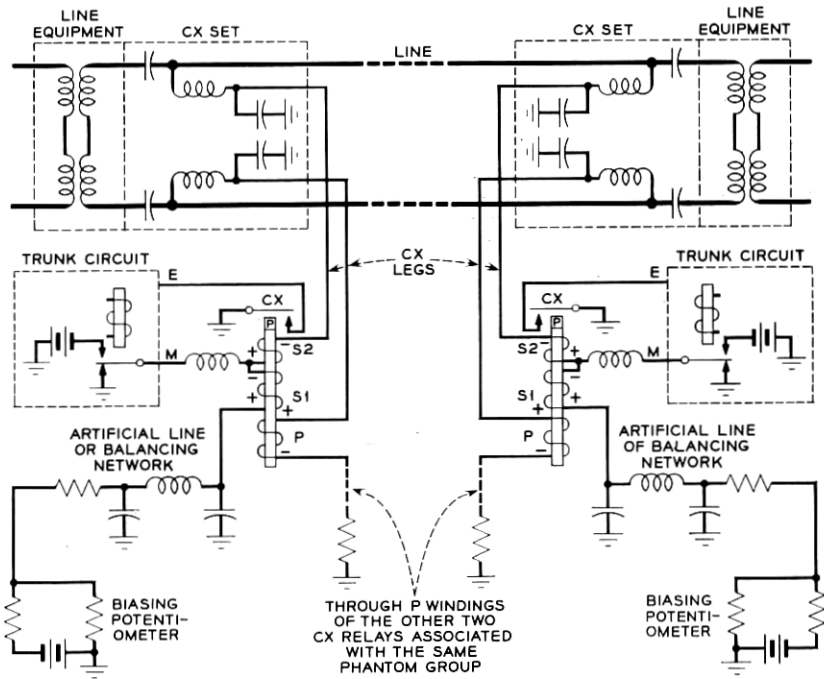 LINE
EQUIPMENT
CX SET
LINE
CX SET
LINE
EQUIPMENT
TRUNK CIRCUIT
E
CX
P
−
S2
+
−
M
S1
+
+
P
−
CX
LEGS
E
TRUNK CIRCUIT
CX
P
−
S2
+
−
M
S1
+
+
P
−
ARTIFICIAL LINE
OR BALANCING
NETWORK
ARTIFICIAL LINE
OF BALANCING
NETWORK
BIASING
POTENTI-
OMETER
THROUGH P WINDINGS
OF THE OTHER TWO
CX RELAYS ASSOCIATED
WITH THE SAME
PHANTOM GROUP
BIASING
POTENTI-
OMETER